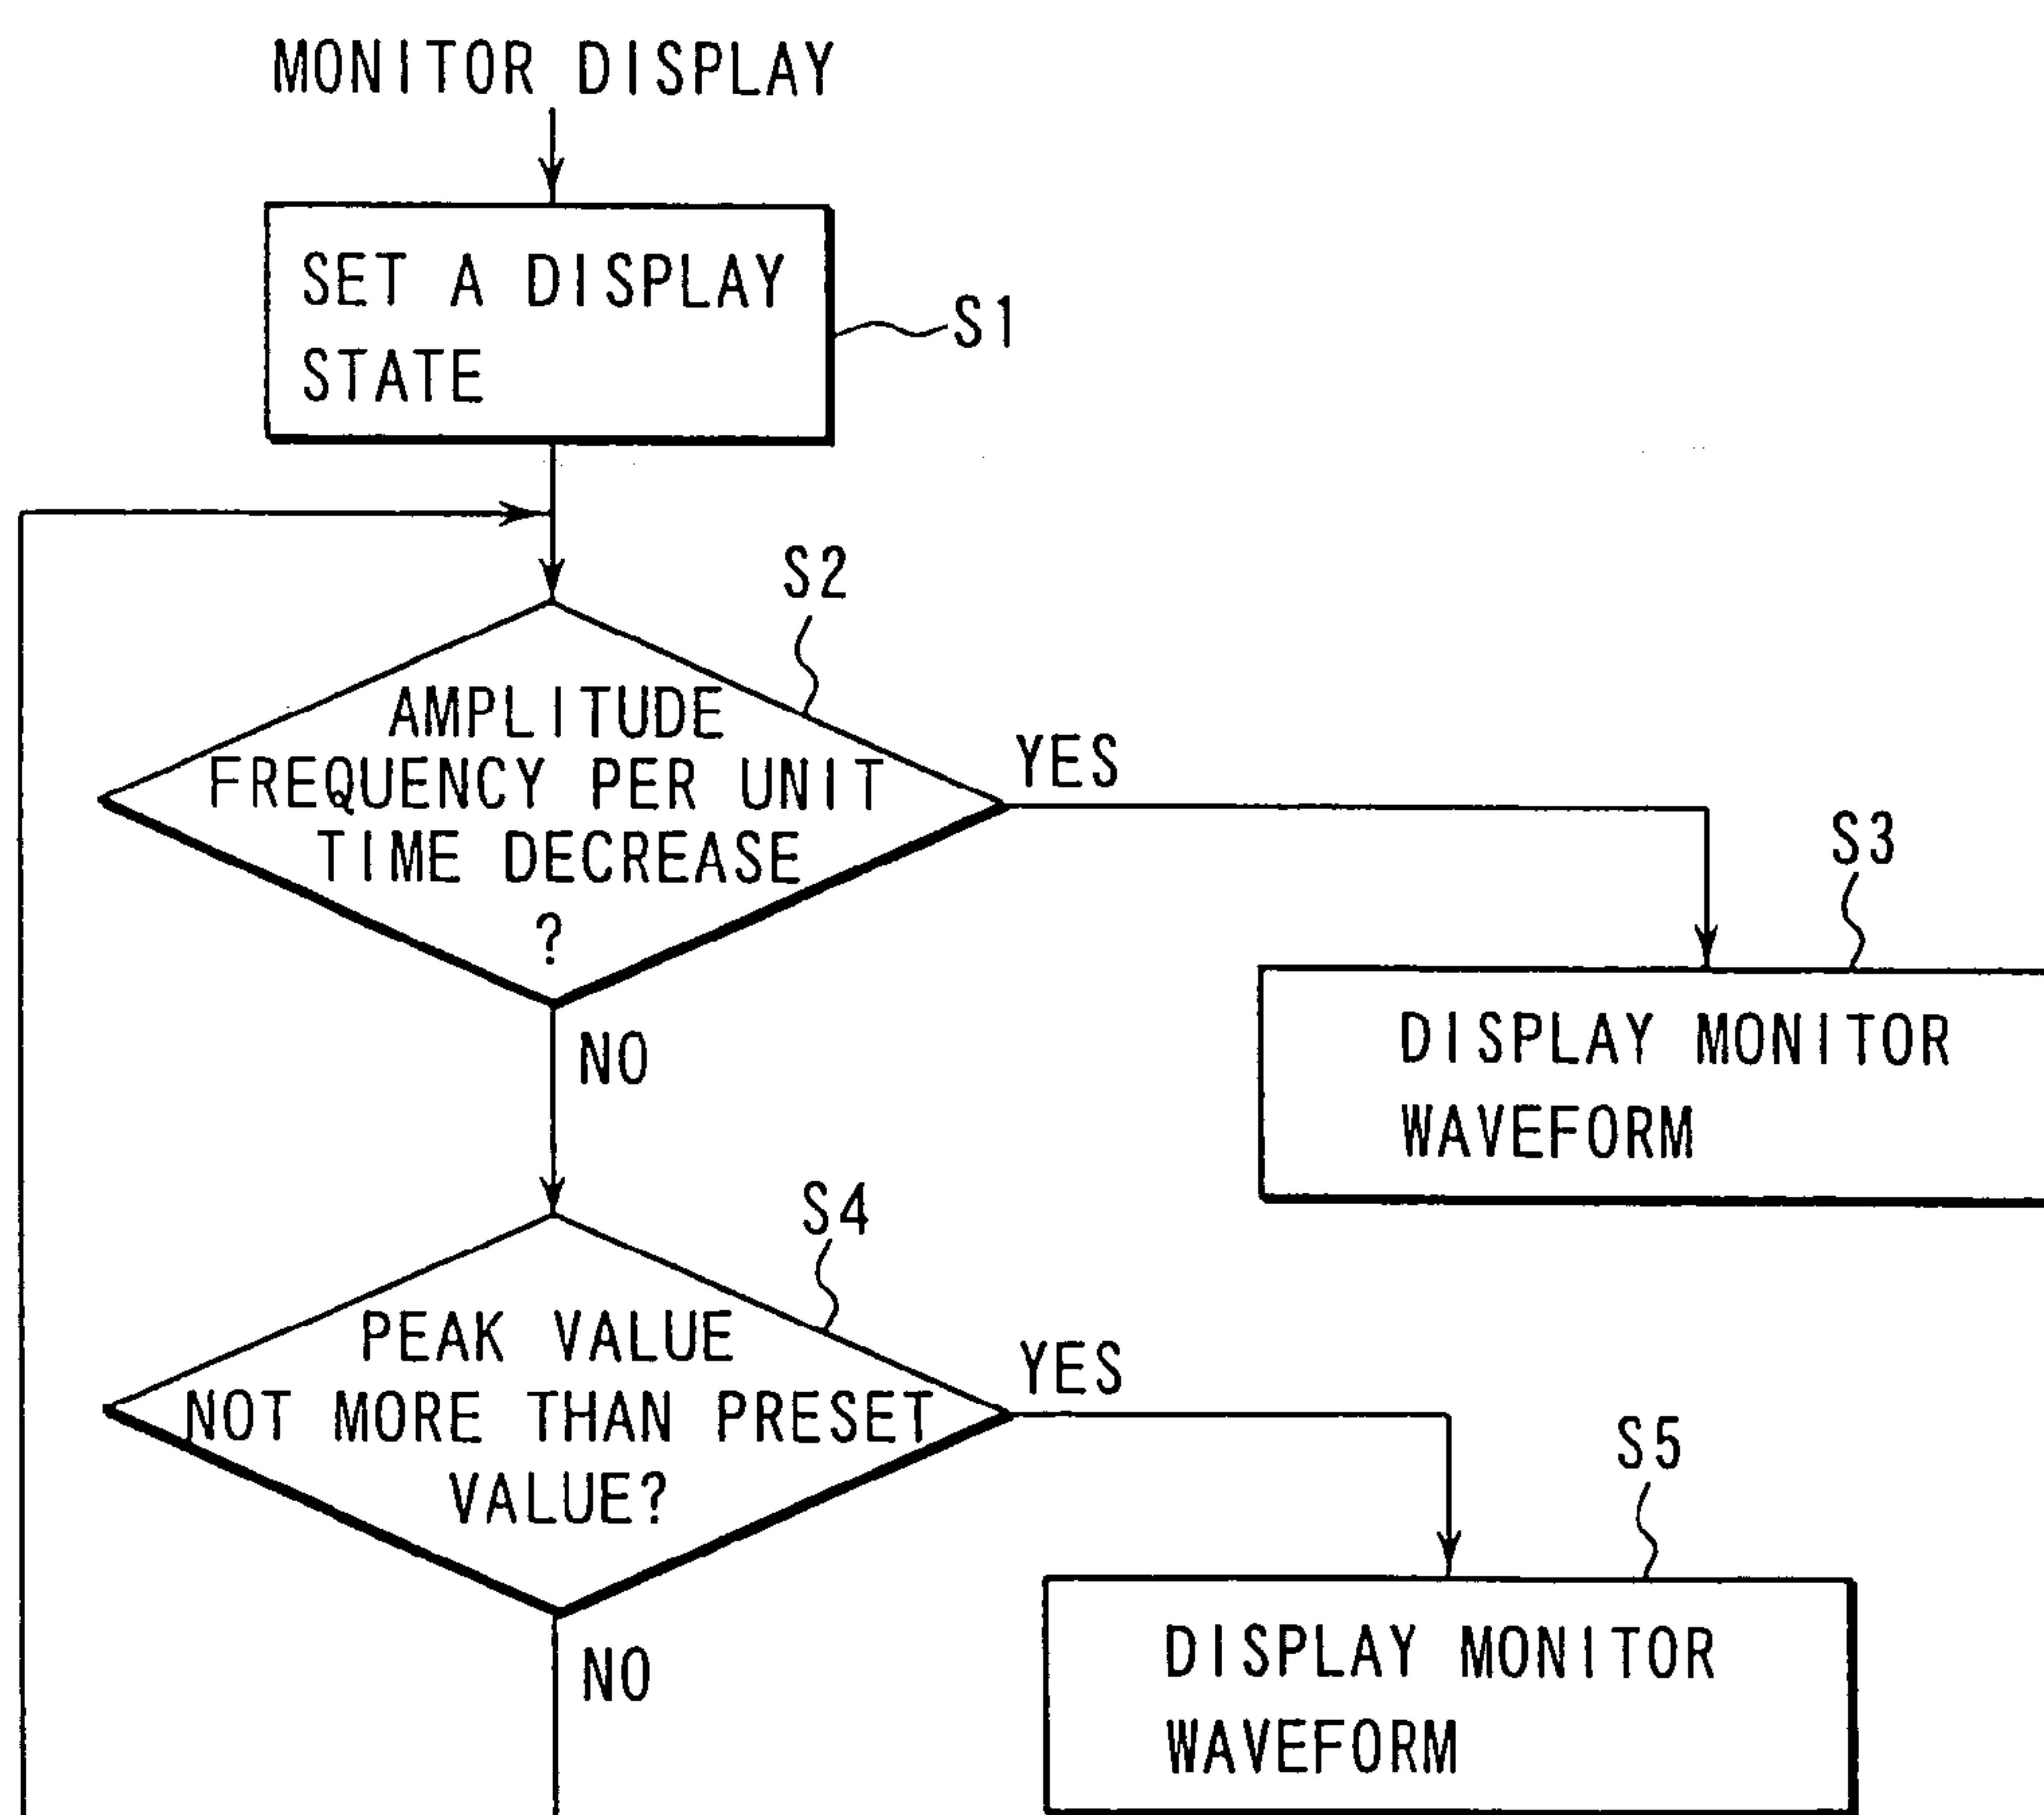 MONITOR DISPLAY
SET A DISPLAY
STATE
S1
S2
AMPLITUDE
FREQUENCY PER UNIT
TIME DECREASE
?
YES
NO
S3
DISPLAY MONITOR
WAVEFORM
S4
PEAK VALUE
NOT MORE THAN PRESET
VALUE?
YES
NO
S5
DISPLAY MONITOR
WAVEFORM